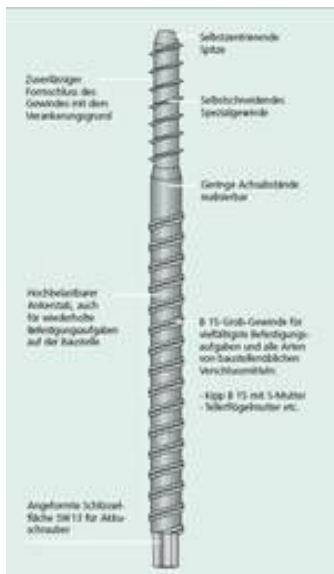 Selbstzentrierende
Spitze
Zuverlässiger
Formschluss des
Gewindes mit dem
Verankerungsgrund
Selbstschneidendes
Spezialgewinde
Geringe Achsabstände
realisierbar
Hochbelastbarer
Ankerstab, auch
für wiederholte
Befestigungsaufgaben
auf der Baustelle
B 15-Grob-Gewinde für
vielfältigste Befestigungs-
aufgaben und alle Arten
von baustellenüblichen
Verschlussmitteln:
- Kipp B 15 mit S-Mutter
- Tellerflügelmutter etc.
Angeformte Schlüssel-
fläche SW13 für Akku-
schrauber